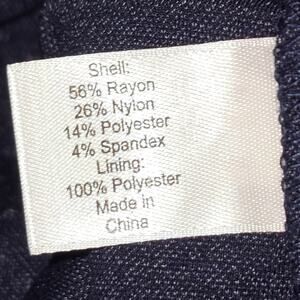 Shell:
56% Rayon
26% Nylon
14% Polyester
4% Spandex
Lining:
100% Polyester
Made in
China